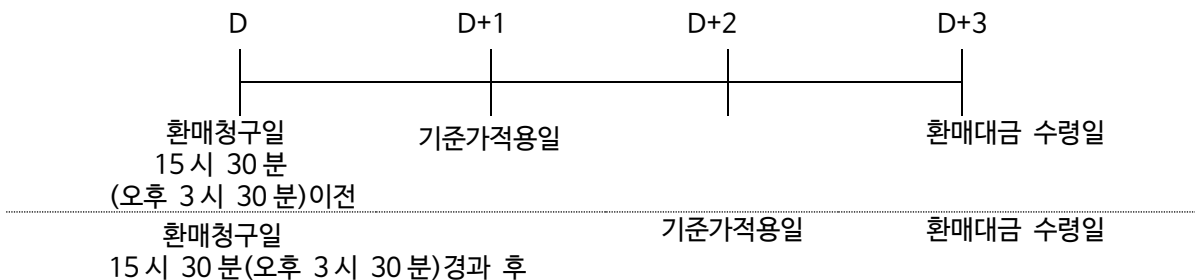 D D+1 D+2 D+3
환매청구일 기준가적용일 환매대금 수령일
15시 30분
(오후 3시 30분)이전
환매청구일 기준가적용일 환매대금 수령일
15시 30분(오후 3시 30분)경과 후